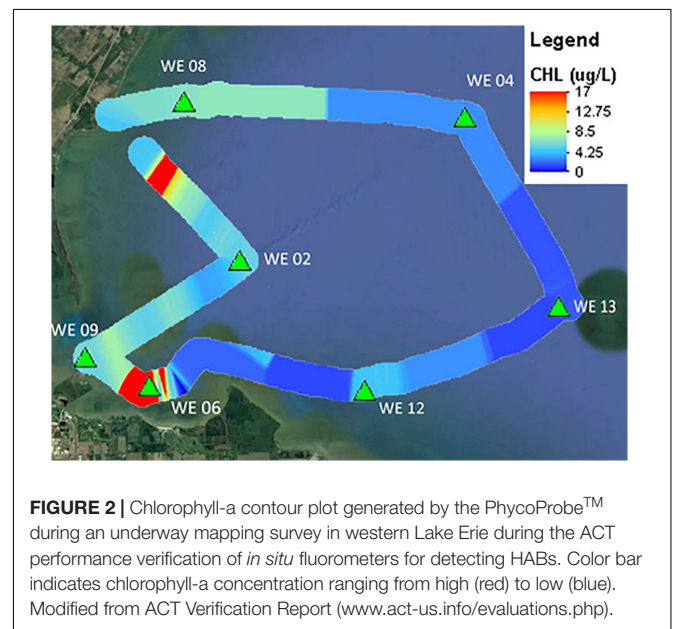 Legend
CHL (ug/L)
17
12.75
8.5
4.25
0
WE 08
WE 04
WE 02
WE 13
WE 09
WE 06
WE 12
FIGURE 2 | Chlorophyll-a contour plot generated by the PhycoProbe™
during an underway mapping survey in western Lake Erie during the ACT
performance verification of in situ fluorometers for detecting HABs. Color bar
indicates chlorophyll-a concentration ranging from high (red) to low (blue).
Modified from ACT Verification Report (www.act-us.info/evaluations.php).